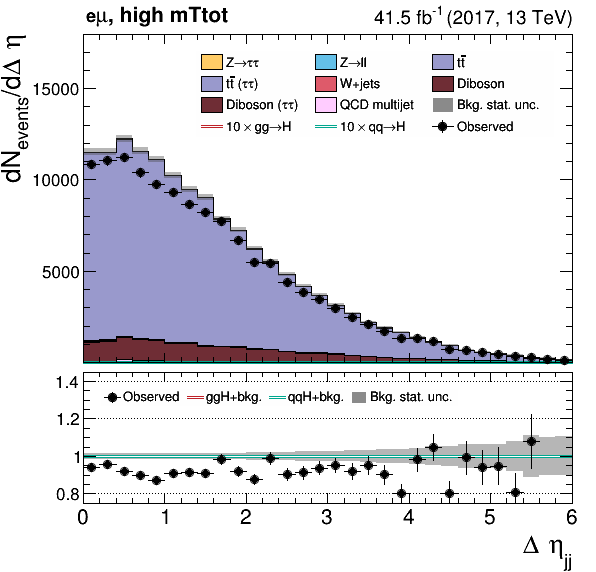 eμ, high mTtot 41.5 fb⁻¹ (2017, 13 TeV)
dN_events/dΔ η
Z→ττ Z→ll tt̄
tt̄ (ττ) W+jets Diboson
Diboson (ττ) QCD multijet Bkg. stat. unc.
10 × gg→H 10 × qq→H Observed
15000
10000
5000
1.4
Observed ggH+bkg. qqH+bkg. Bkg. stat. unc.
1.2
1
0.8
0 1 2 3 4 5 6
Δ η_jj